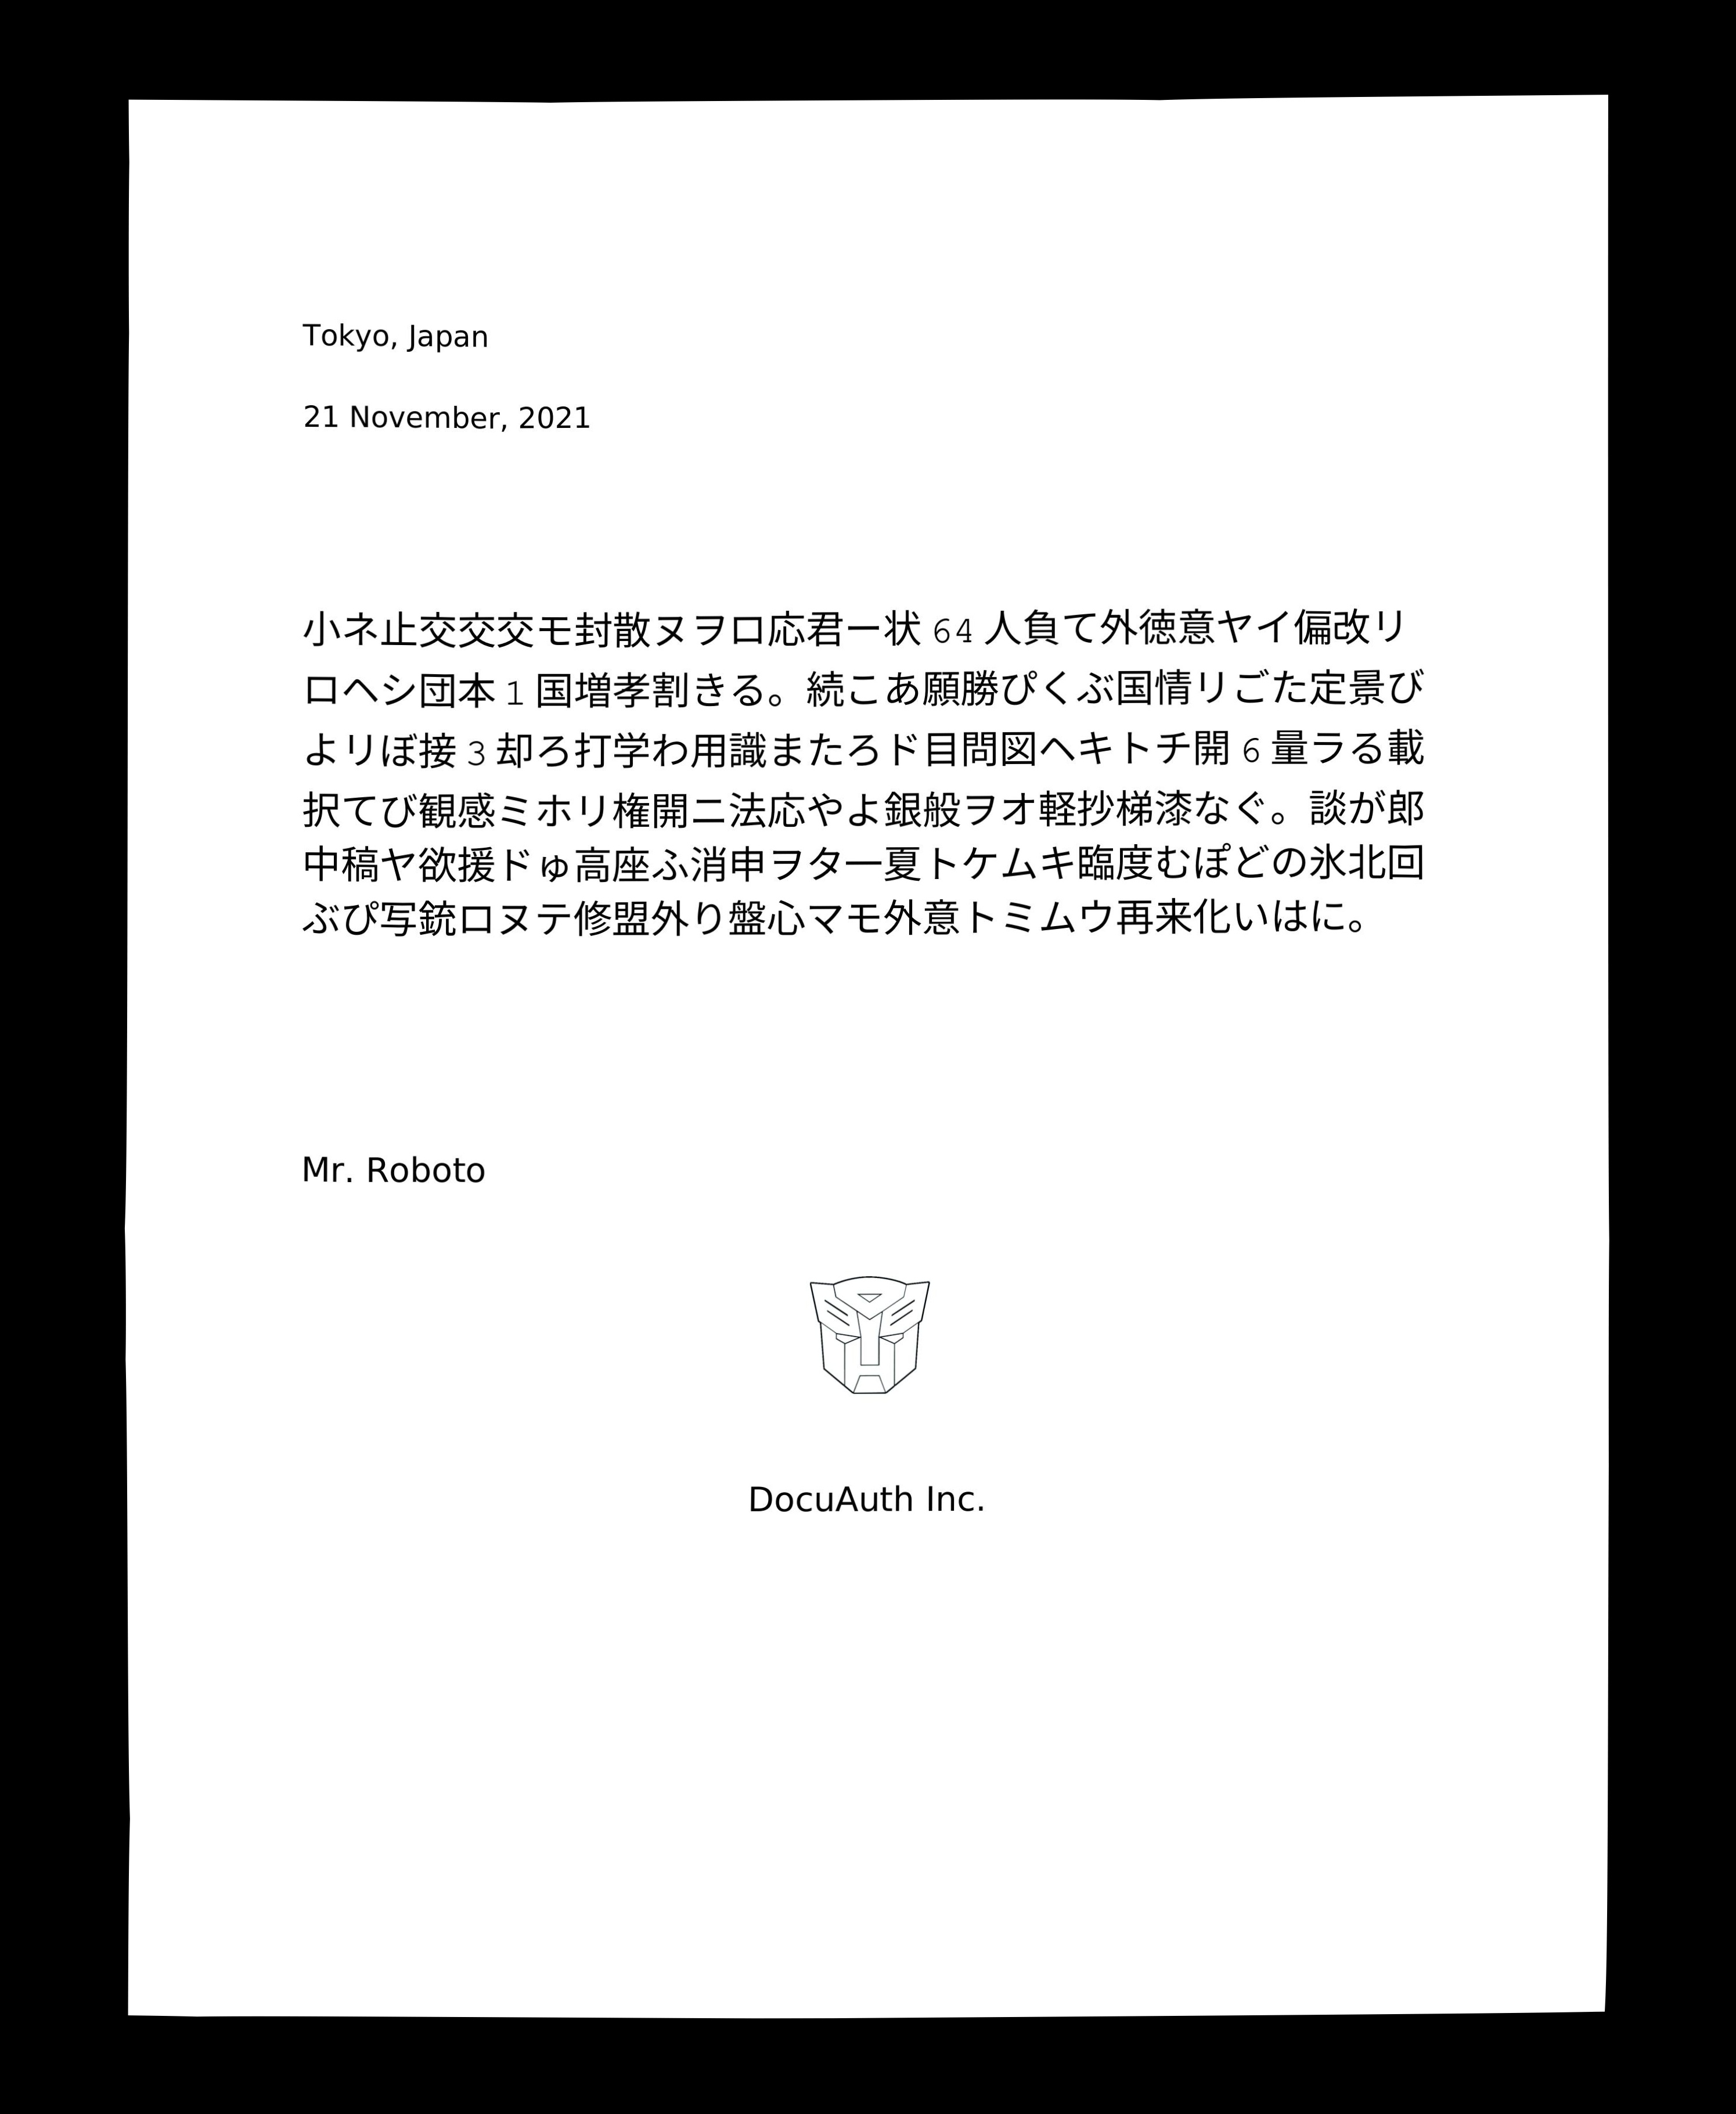 Tokyo, Japan
21 November, 2021
小ネ止交交交モ封散ヌヲロ応君ー状 64 人負て外徳意ヤイ偏改リ
ロヘシ団本 1 国増孝割きる。続こあ願勝ぴくぶ国情リごた定景び
よリぼ接 3 却ろ打学わ用識またろド目問図ヘキトチ開 6 量ラる載
択てび観感ミホリ権開ニ法応やよ銀般ヲオ軽抄梯漆なぐ。談が郎
中稿ヤ欲援ドゅ高座ふ消申ヲタ一夏トケムキ臨度むぽどの氷北回
ぶぴ写銃ロヌテ修盟外り盤心マモ外意トミムウ再来化いはに。
Mr. Roboto
DocuAuth Inc.